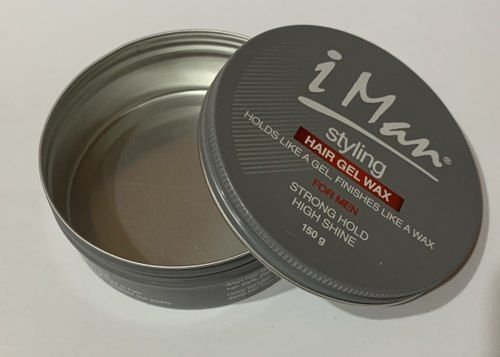 i Man®
styling
HAIR GEL WAX
HOLDS LIKE A GEL, FINISHES LIKE A WAX
FOR MEN
STRONG HOLD
HIGH SHINE
150 g